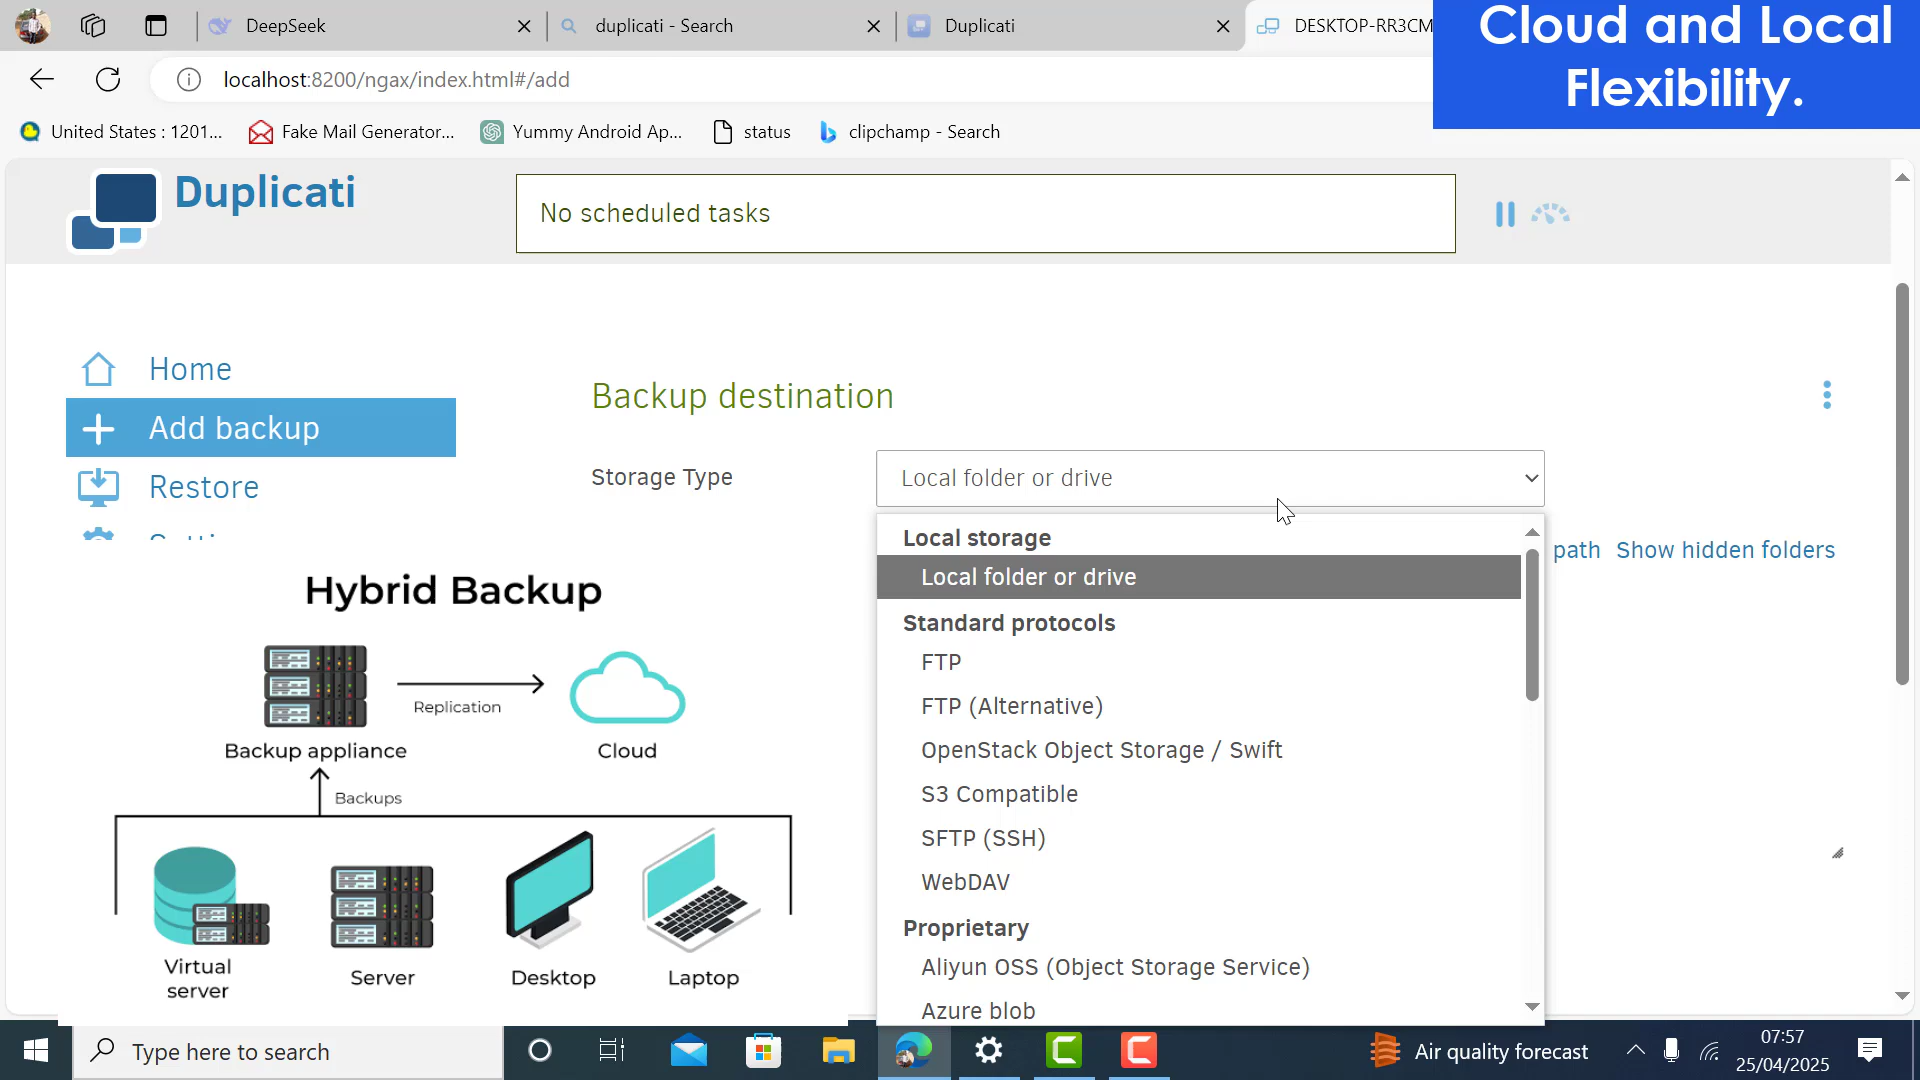 DeepSeek
duplicati - Search
Duplicati
DESKTOP-RR3CM
Cloud and Local
Flexibility.
localhost:8200/ngax/index.html#/add
United States : 1201...
Fake Mail Generator...
Yummy Android Ap...
status
clipchamp - Search
Duplicati
No scheduled tasks
Home
Add backup
Restore
Backup destination
Storage Type
Local folder or drive
path
Show hidden folders
Local storage
Local folder or drive
Standard protocols
FTP
FTP (Alternative)
OpenStack Object Storage / Swift
S3 Compatible
SFTP (SSH)
WebDAV
Proprietary
Aliyun OSS (Object Storage Service)
Azure blob
Hybrid Backup
Replication
Backup appliance
Cloud
Backups
Virtual
server
Server
Desktop
Laptop
Type here to search
Air quality forecast
07:57
25/04/2025